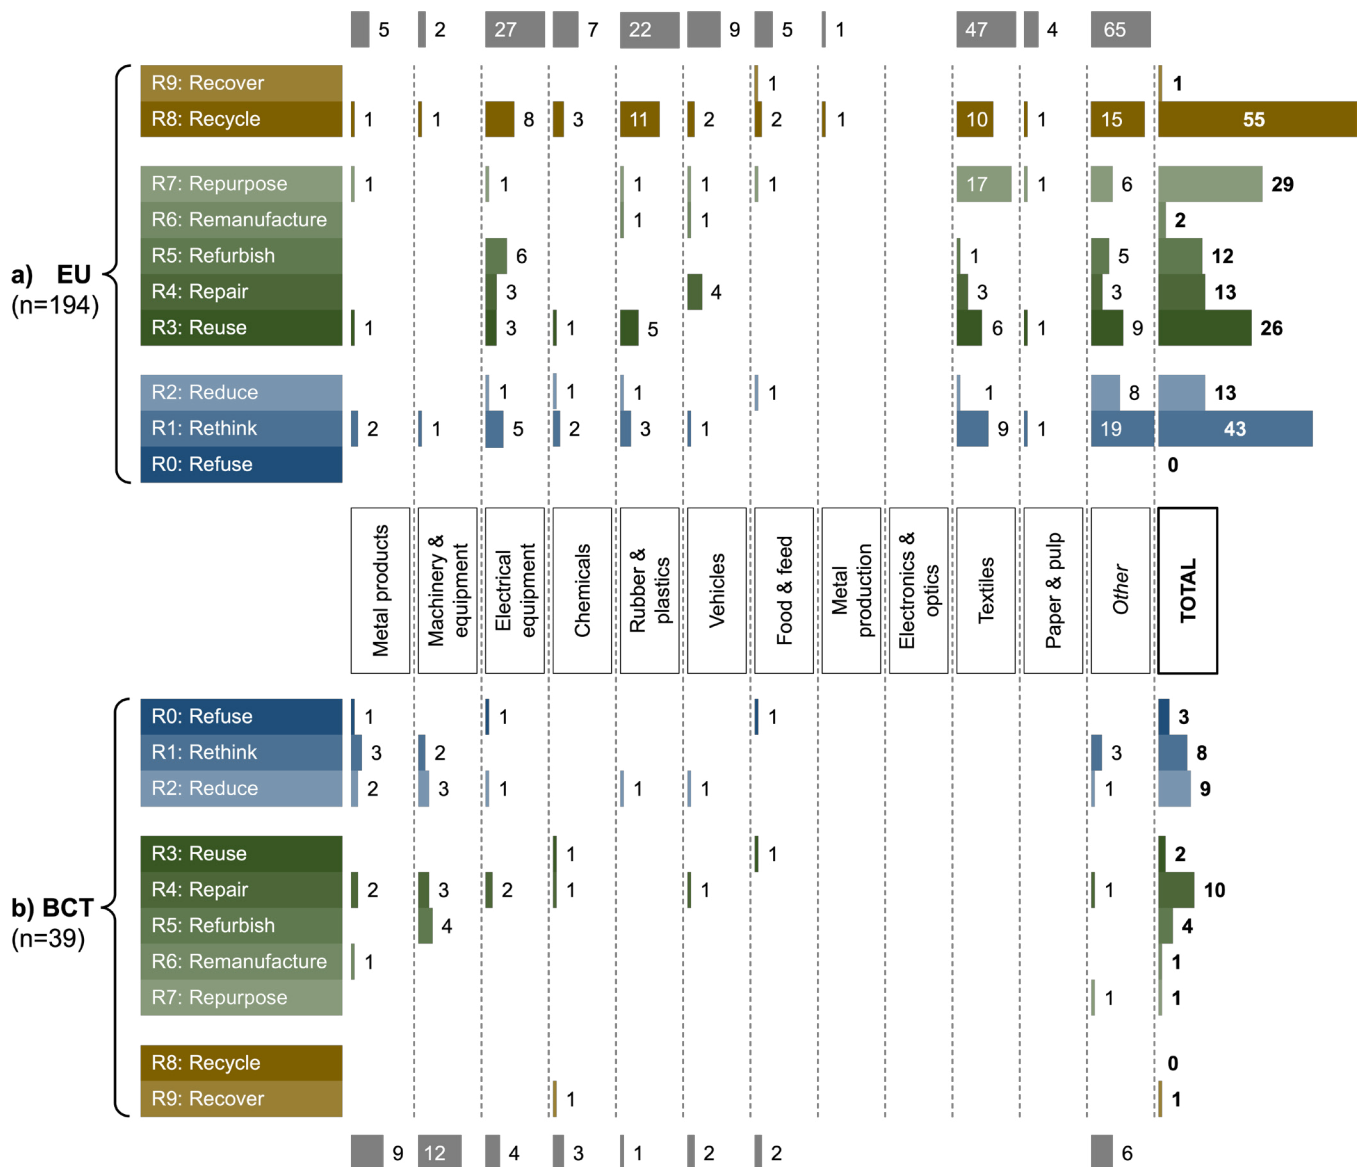 5 2 27 7 22 9 5 1 47 4 65
R9: Recover 1 1
R8: Recycle 1 1 8 3 11 2 2 1 10 1 15 55
R7: Repurpose 1 1 1 1 1 17 1 6 29
R6: Remanufacture 1 1 2
R5: Refurbish 6 1 5 12
a) EU
R4: Repair 3 4 3 3 13
(n=194)
R3: Reuse 1 3 1 5 6 1 9 26
R2: Reduce 1 1 1 1 1 8 13
R1: Rethink 2 1 5 2 3 1 9 1 19 43
R0: Refuse 0
Metal products
Machinery &
equipment
Electrical
equipment
Chemicals
Rubber &
plastics
Vehicles
Food & feed
Metal
production
Electronics &
optics
Textiles
Paper & pulp
Other
TOTAL
R0: Refuse 1 1 1 3
R1: Rethink 3 2 3 8
R2: Reduce 2 3 1 1 1 1 9
R3: Reuse 1 1 2
R4: Repair 2 3 2 1 1 1 10
b) BCT
R5: Refurbish 4 4
(n=39)
R6: Remanufacture 1 1
R7: Repurpose 1 1
R8: Recycle 0
R9: Recover 1 1
9 12 4 3 1 2 2 6